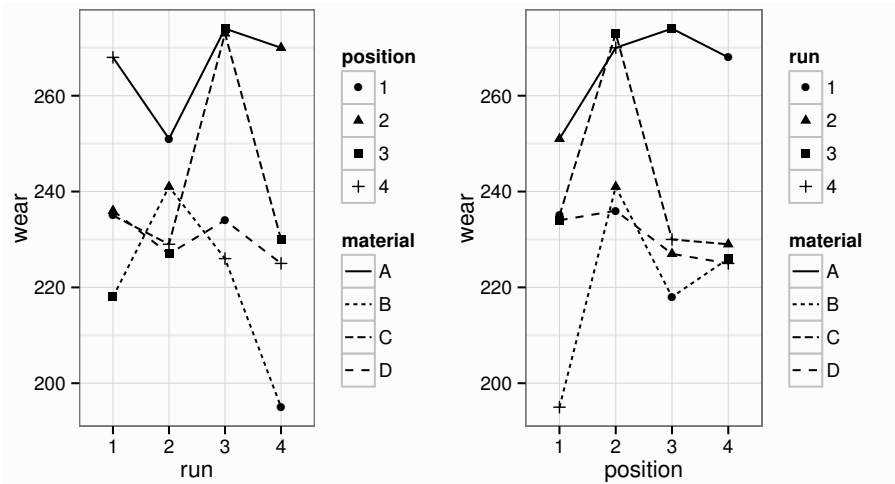 wear
260
240
220
200
1 2 3 4
run
position
1
2
3
4
material
A
B
C
D
wear
260
240
220
200
1 2 3 4
position
run
1
2
3
4
material
A
B
C
D